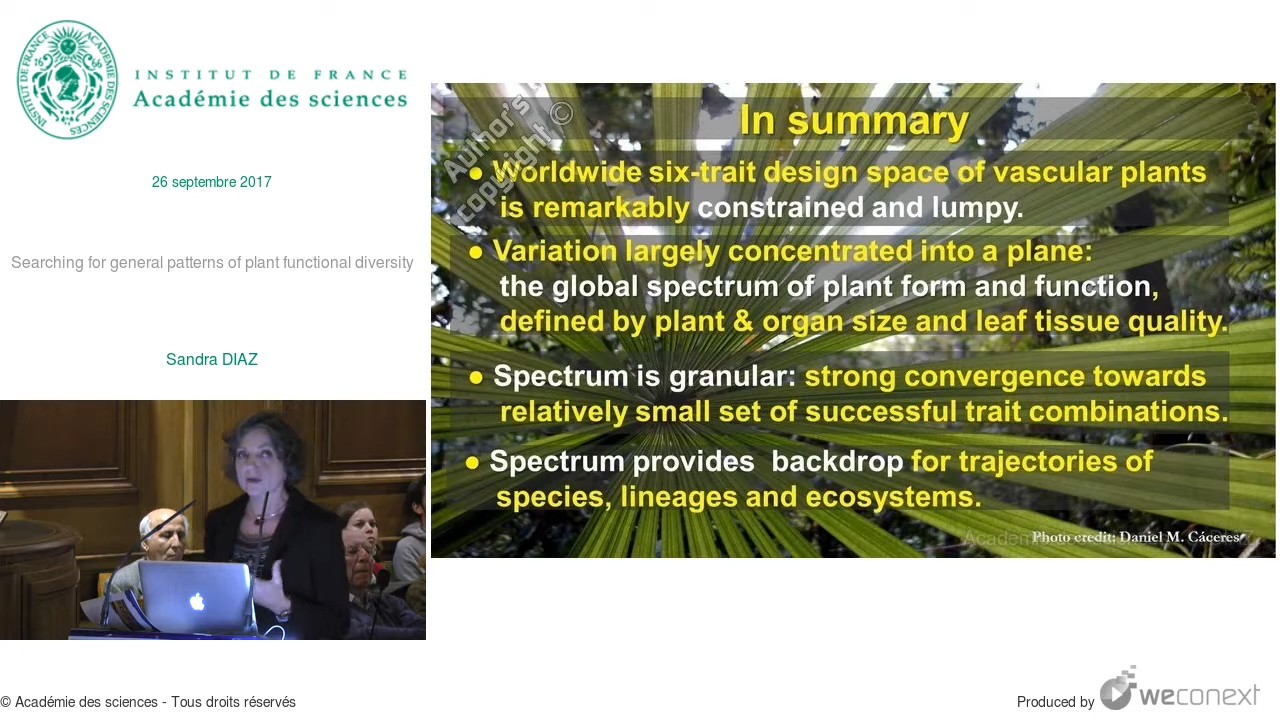 INSTITUT DE FRANCE
Académie des sciences
26 septembre 2017
Searching for general patterns of plant functional diversity
Sandra DIAZ
Author's ©
copyright
In summary
● Worldwide six-trait design space of vascular plants
is remarkably constrained and lumpy.
● Variation largely concentrated into a plane:
the global spectrum of plant form and function,
defined by plant & organ size and leaf tissue quality.
● Spectrum is granular: strong convergence towards
relatively small set of successful trait combinations.
● Spectrum provides backdrop for trajectories of
species, lineages and ecosystems.
Photo credit: Daniel M. Cáceres
© Académie des sciences - Tous droits réservés
Produced by weconext